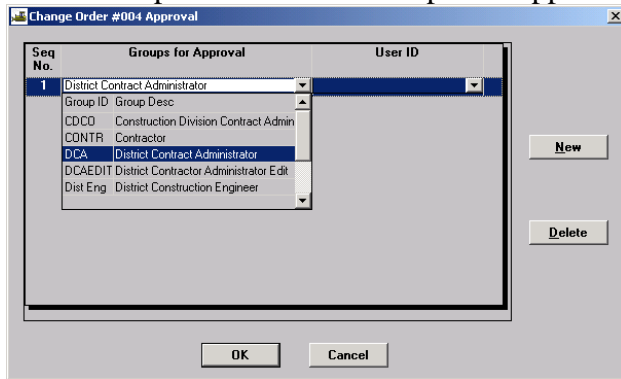 Change Order #004 Approval
Seq No. Groups for Approval User ID
1 District Contract Administrator
Group ID Group Desc
CDCO Construction Division Contract Admin
CONTR Contractor
DCA District Contract Administrator
DCAEDIT District Contractor Administrator Edit
Dist Eng District Construction Engineer
New
Delete
OK Cancel